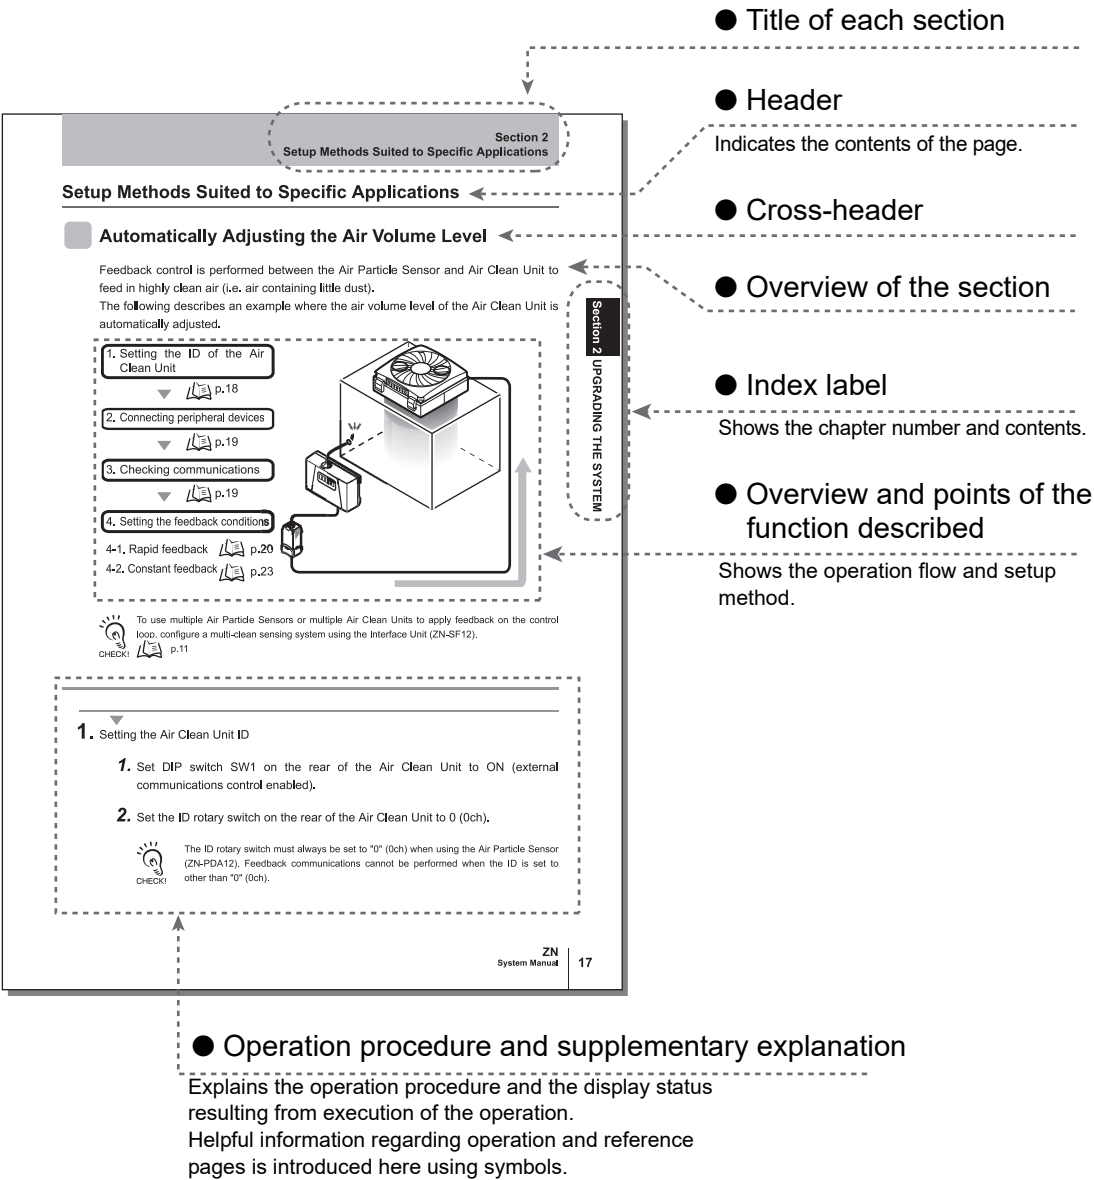 ● Title of each section
● Header
Indicates the contents of the page.
● Cross-header
● Overview of the section
● Index label
Shows the chapter number and contents.
● Overview and points of the
function described
Shows the operation flow and setup
method.
Section 2
Setup Methods Suited to Specific Applications
Setup Methods Suited to Specific Applications
Automatically Adjusting the Air Volume Level
Feedback control is performed between the Air Particle Sensor and Air Clean Unit to
feed in highly clean air (i.e. air containing little dust).
The following describes an example where the air volume level of the Air Clean Unit is
automatically adjusted.
1. Setting the ID of the Air
Clean Unit
p.18
2. Connecting peripheral devices
p.19
3. Checking communications
p.19
4. Setting the feedback conditions
4-1. Rapid feedback p.20
4-2. Constant feedback p.23
Section 2 UPGRADING THE SYSTEM
To use multiple Air Particle Sensors or multiple Air Clean Units to apply feedback on the control
loop, configure a multi-clean sensing system using the Interface Unit (ZN-SF12).
CHECK! p.11
1. Setting the Air Clean Unit ID
1. Set DIP switch SW1 on the rear of the Air Clean Unit to ON (external
communications control enabled).
2. Set the ID rotary switch on the rear of the Air Clean Unit to 0 (0ch).
The ID rotary switch must always be set to "0" (0ch) when using the Air Particle Sensor
(ZN-PDA12). Feedback communications cannot be performed when the ID is set to
CHECK! other than "0" (0ch).
ZN
System Manual 17
● Operation procedure and supplementary explanation
Explains the operation procedure and the display status
resulting from execution of the operation.
Helpful information regarding operation and reference
pages is introduced here using symbols.